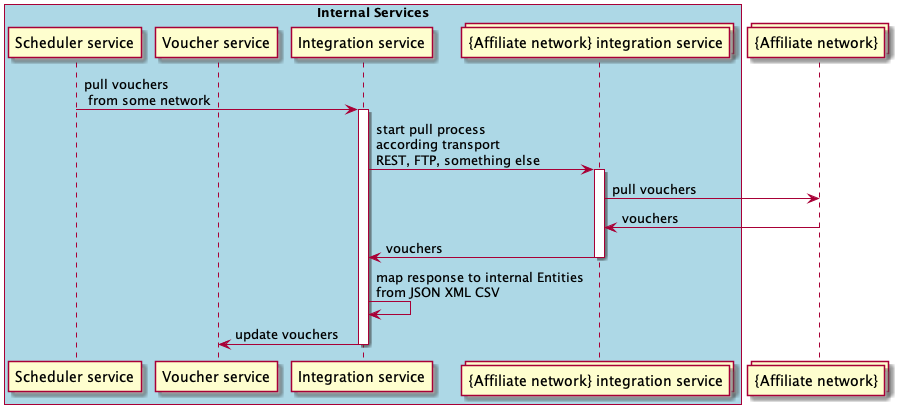 Internal Services
Scheduler service
Voucher service
Integration service
{Affiliate network} integration service
{Affiliate network}
pull vouchers
from some network
start pull process
according transport
REST, FTP, something else
pull vouchers
vouchers
vouchers
map response to internal Entities
from JSON XML CSV
update vouchers
Scheduler service
Voucher service
Integration service
{Affiliate network} integration service
{Affiliate network}